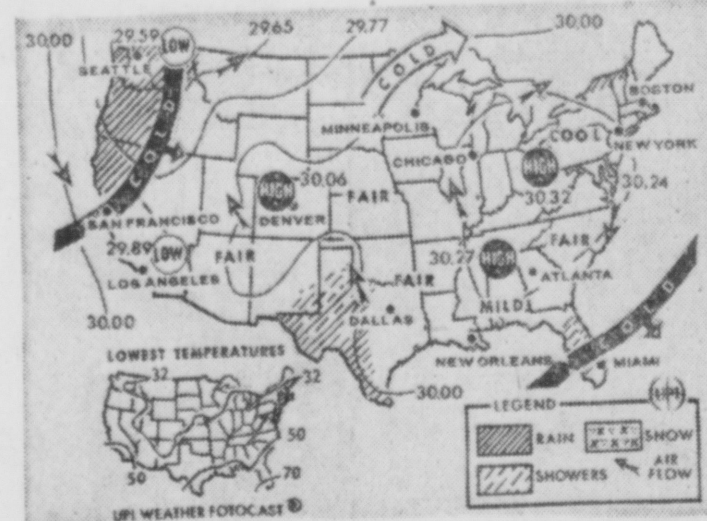 30.00
29.59
LOW
29.65
29.77
30.00
SEATTLE
COLD
COLD
MINNEAPOLIS
BOSTON
NEW YORK
COOL
CHICAGO
HIGH
30.32
30.24
HIGH
30.06
DENVER
FAIR
SAN FRANCISCO
29.89
LOW
FAIR
LOS ANGELES
30.00
30.27
HIGH
FAIR
ATLANTA
FAIR
DALLAS
MILD
NEW ORLEANS
COLD
MIAMI
30.00
LOWEST TEMPERATURES
32
32
50
50
70
UPI WEATHER FOTOCAST ®
LEGEND
UPI
RAIN
SNOW
SHOWERS
AIR
FLOW